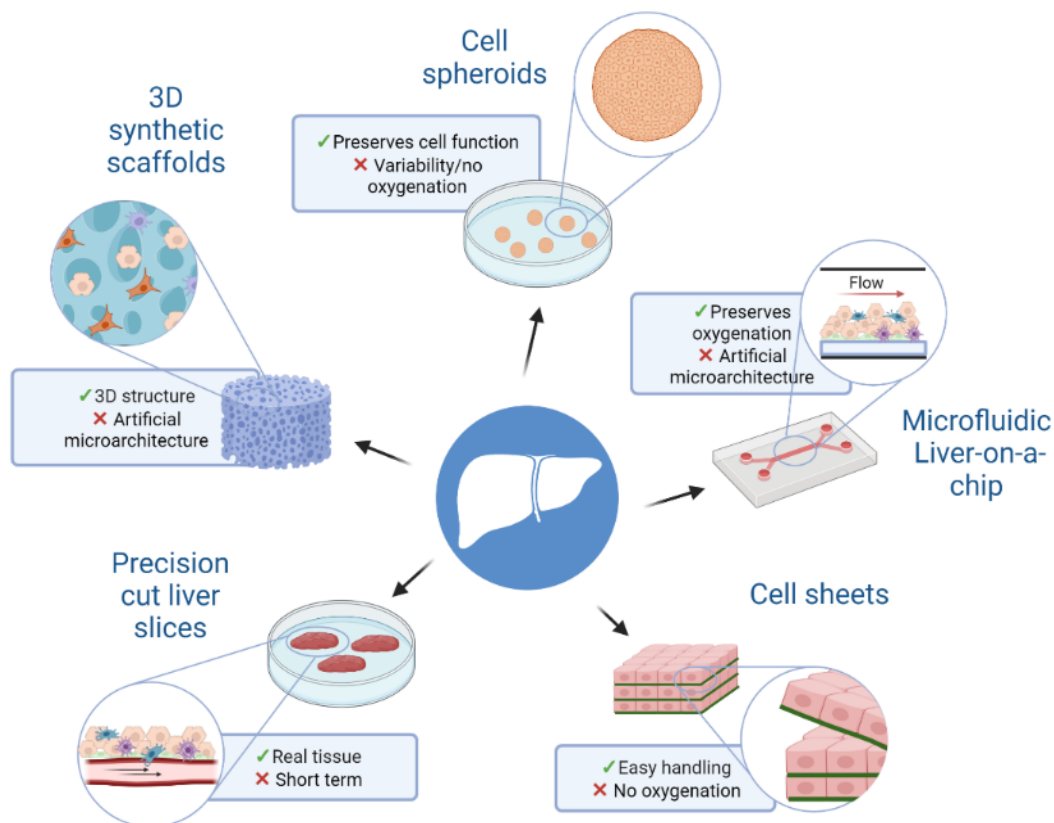 Cell
spheroids
✓Preserves cell function
✕ Variability/no
oxygenation
3D
synthetic
scaffolds
✓3D structure
✕ Artificial
microarchitecture
Flow
✓Preserves
oxygenation
✕ Artificial
microarchitecture
Microfluidic
Liver-on-a-
chip
Precision
cut liver
slices
✓Real tissue
✕ Short term
Cell sheets
✓Easy handling
✕ No oxygenation